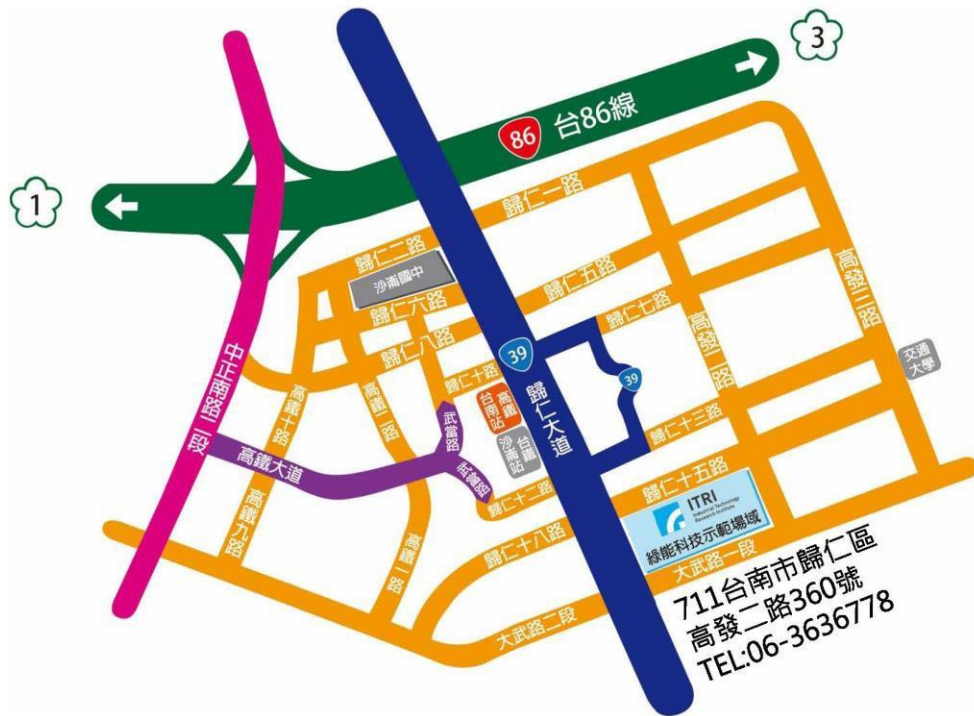 3
86
台86線
1
歸仁一路
歸仁二路
沙崙國中
歸仁六路
歸仁五路
歸仁八路
歸仁七路
高發三路
高發二路
39
39
交通
大學
中正南路二段
歸仁十路
高鐵
台南站
台鐵
沙崙站
歸仁大道
武當路
武當路
高鐵十路
高鐵二路
高鐵大道
高鐵九路
高鐵一路
歸仁十二路
歸仁十三路
歸仁十五路
歸仁十八路
ITRI
Industrial Technology
Research Institute
綠能科技示範場域
大武路一段
大武路二段
711台南市歸仁區
高發二路360號
TEL:06-3636778